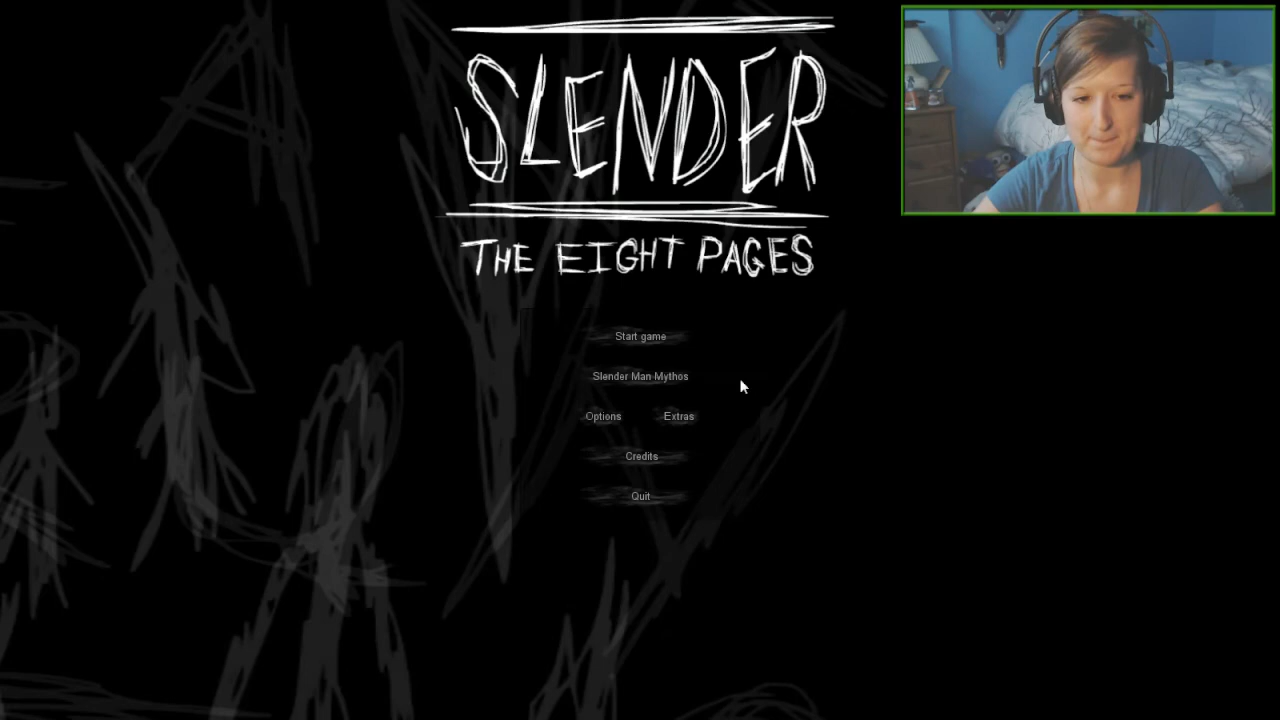 SLENDER
THE EIGHT PAGES
Start game
Slender Man Mythos
Options Extras
Credits
Quit